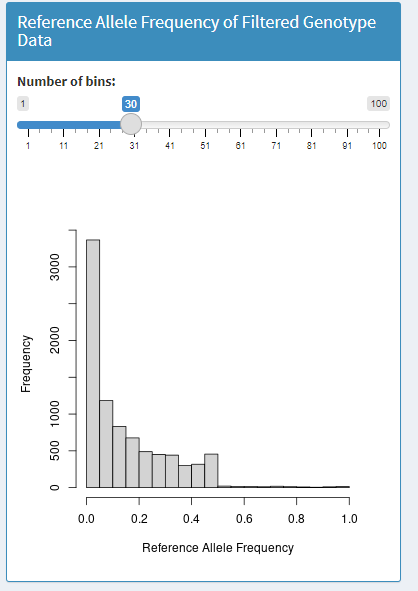 Reference Allele Frequency of Filtered Genotype
Data
Number of bins:
1 30 100
1 11 21 31 41 51 61 71 81 91 100
3000
2000
1000
500
0
Frequency
0.0 0.2 0.4 0.6 0.8 1.0
Reference Allele Frequency